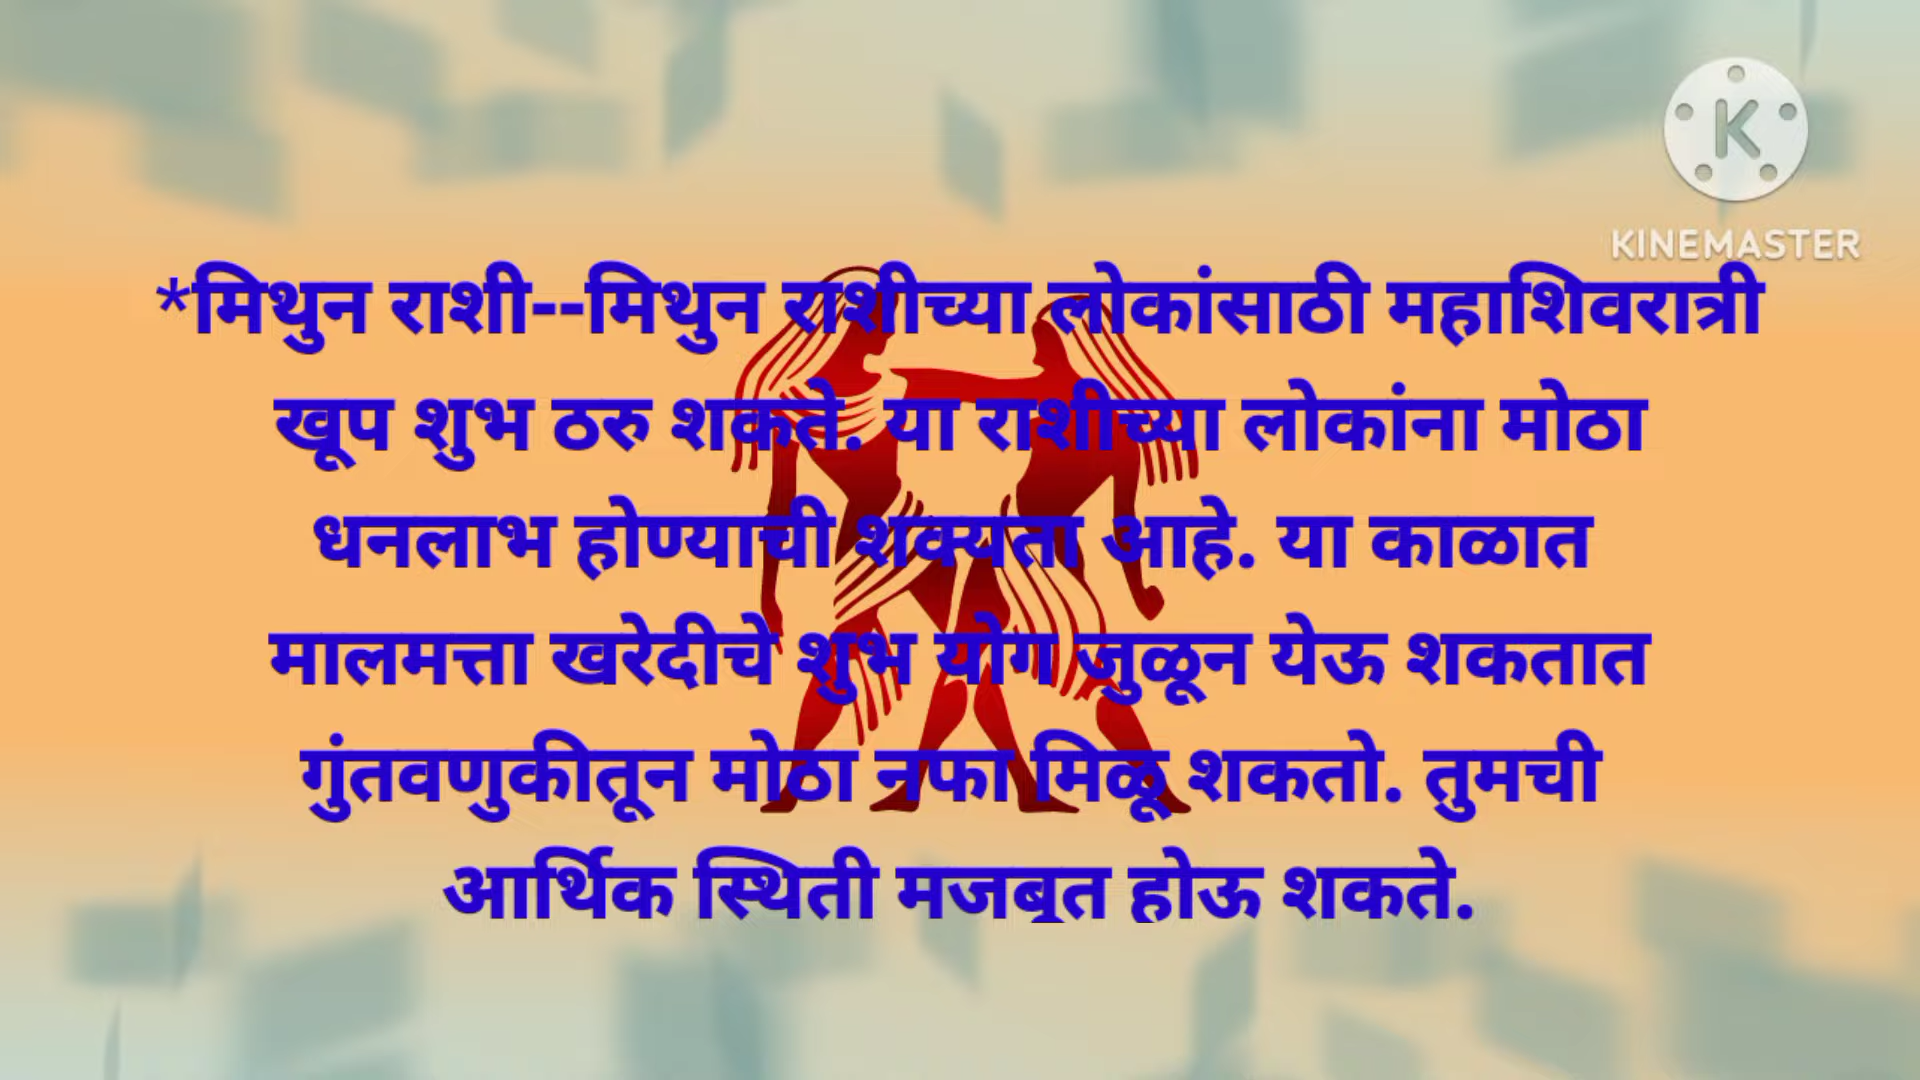 KINEMASTER
*मिथुन राशी--मिथुन राशीच्या लोकांसाठी महाशिवरात्री
खूप शुभ ठरु शकते. या राशीच्या लोकांना मोठा
धनलाभ होण्याची शक्यता आहे. या काळात
मालमत्ता खरेदीचे शुभ योग जुळून येऊ शकतात
गुंतवणुकीतून मोठा नफा मिळू शकतो. तुमची
आर्थिक स्थिती मजबूत होऊ शकते.